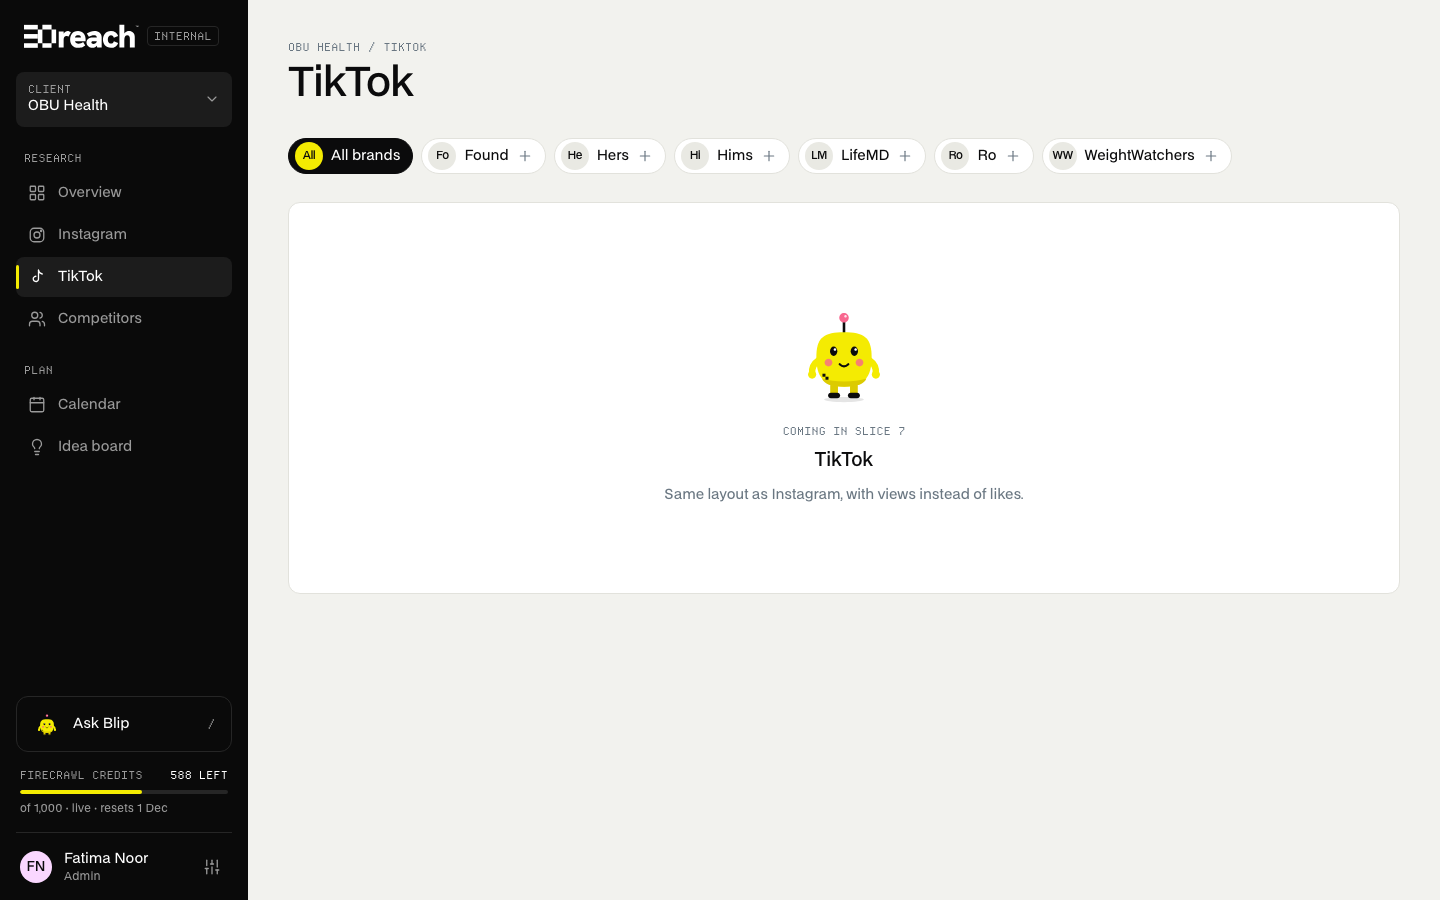 reach
INTERNAL
CLIENT
OBU Health
RESEARCH
Overview
Instagram
TikTok
Competitors
PLAN
Calendar
Idea board
Ask Blip
/
FIRECRAWL CREDITS 588 LEFT
of 1,000 · live · resets 1 Dec
FN
Fatima Noor
Admin
OBU HEALTH / TIKTOK
TikTok
All All brands
Fo Found +
He Hers +
Hi Hims +
LM LifeMD +
Ro Ro +
WW WeightWatchers +
COMING IN SLICE 7
TikTok
Same layout as Instagram, with views instead of likes.